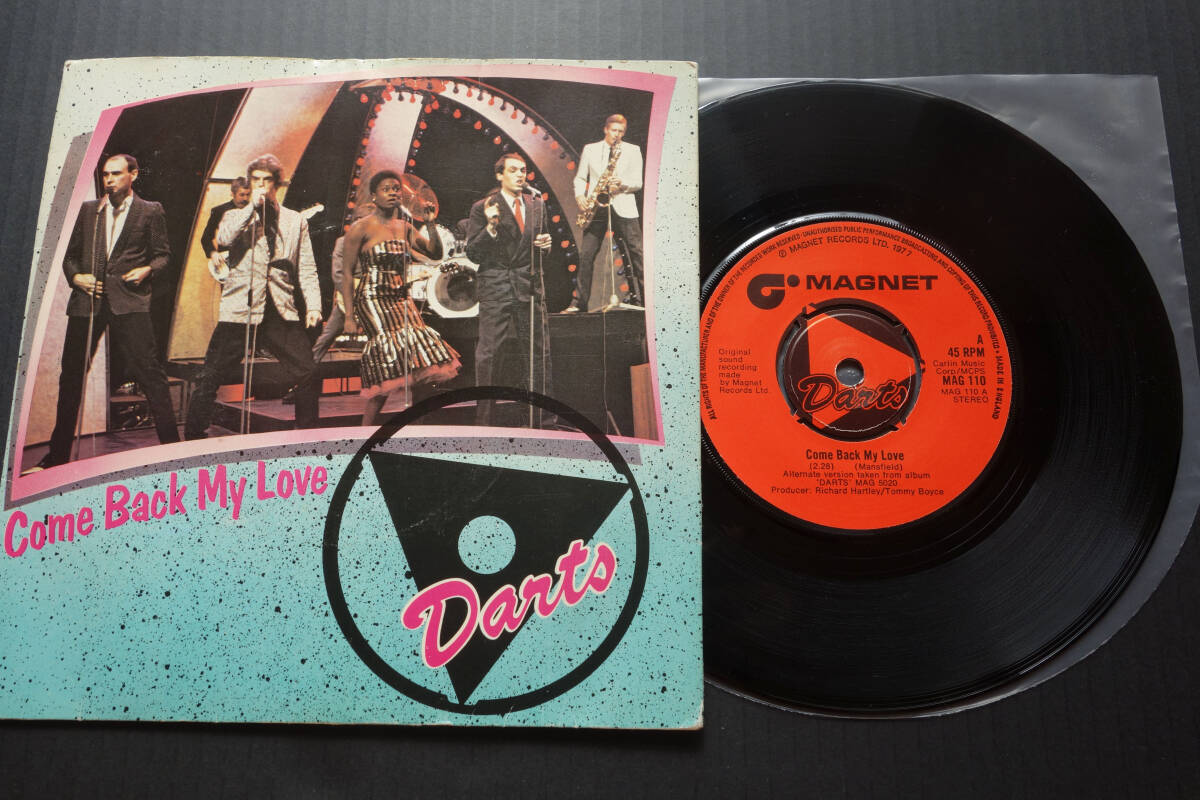 Come Back My Love
Darts
ALL RIGHTS OF THE MANUFACTURER AND OF THE OWNER OF THE RECORDED WORK RESERVED · UNAUTHORISED PUBLIC PERFORMANCE BROADCASTING AND COPYING OF THIS RECORD PROHIBITED • MADE IN ENGLAND
℗ MAGNET RECORDS LTD. 1977
MAGNET
Original
sound
recording
made
by Magnet
Records Ltd.
Darts
A
45 RPM
Carlin Music
Corp/MCPS
MAG 110
MAG 110 A
STEREO
Come Back My Love
(2.28) (Mansfield)
Alternate version taken from album
'DARTS' MAG 5020
Producer: Richard Hartley/Tommy Boyce